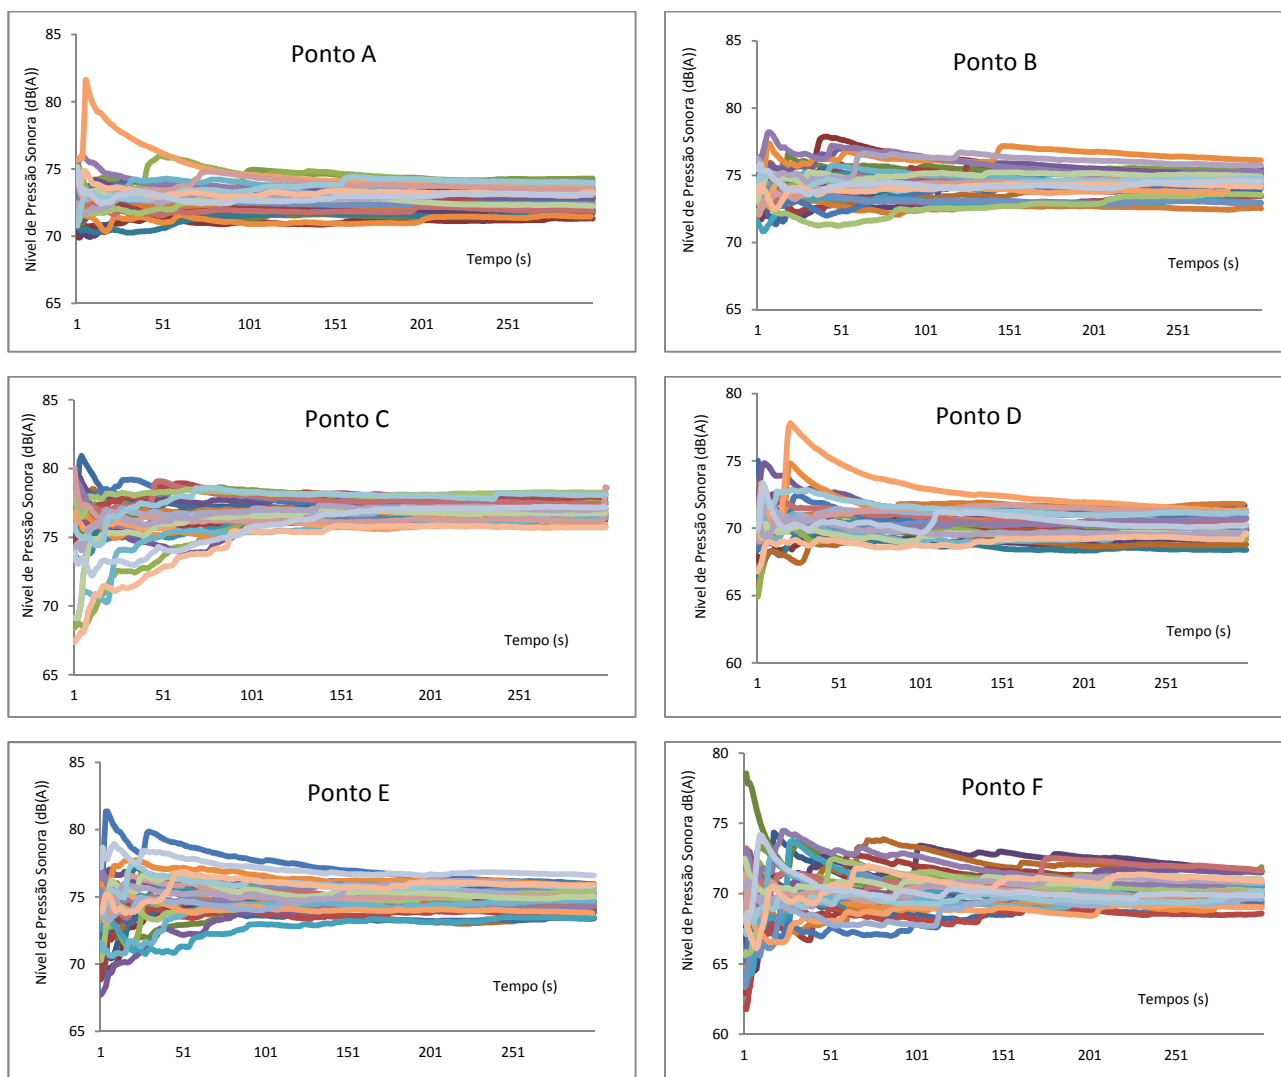 Ponto A
Nível de Pressão Sonora (dB(A))
85
80
75
70
65
Tempo (s)
1 51 101 151 201 251
Ponto B
Nível de Pressão Sonora (dB(A))
85
80
75
70
65
Tempos (s)
1 51 101 151 201 251
Ponto C
Nível de Pressão Sonora (dB(A))
85
80
75
70
65
Tempo (s)
1 51 101 151 201 251
Ponto D
Nível de Pressão Sonora (dB(A))
80
75
70
65
60
Tempo (s)
1 51 101 151 201 251
Ponto E
Nível de Pressão Sonora (dB(A))
85
80
75
70
65
Tempo (s)
1 51 101 151 201 251
Ponto F
Nível de Pressão Sonora dB(A))
80
75
70
65
60
Tempos (s)
1 51 101 151 201 251